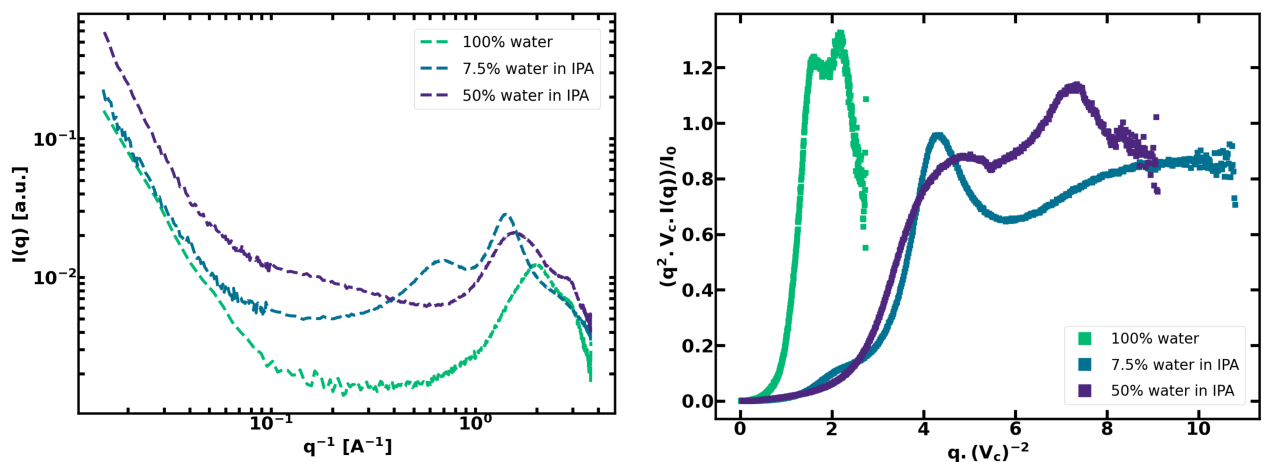 100% water
7.5% water in IPA
50% water in IPA
I(q) [a.u.]
10⁻¹
10⁻²
10⁻¹
10⁰
q⁻¹ [A⁻¹]
(q². V_c. I(q))/I₀
1.2
1.0
0.8
0.6
0.4
0.2
0.0
100% water
7.5% water in IPA
50% water in IPA
0
2
4
6
8
10
q. (V_c)⁻²